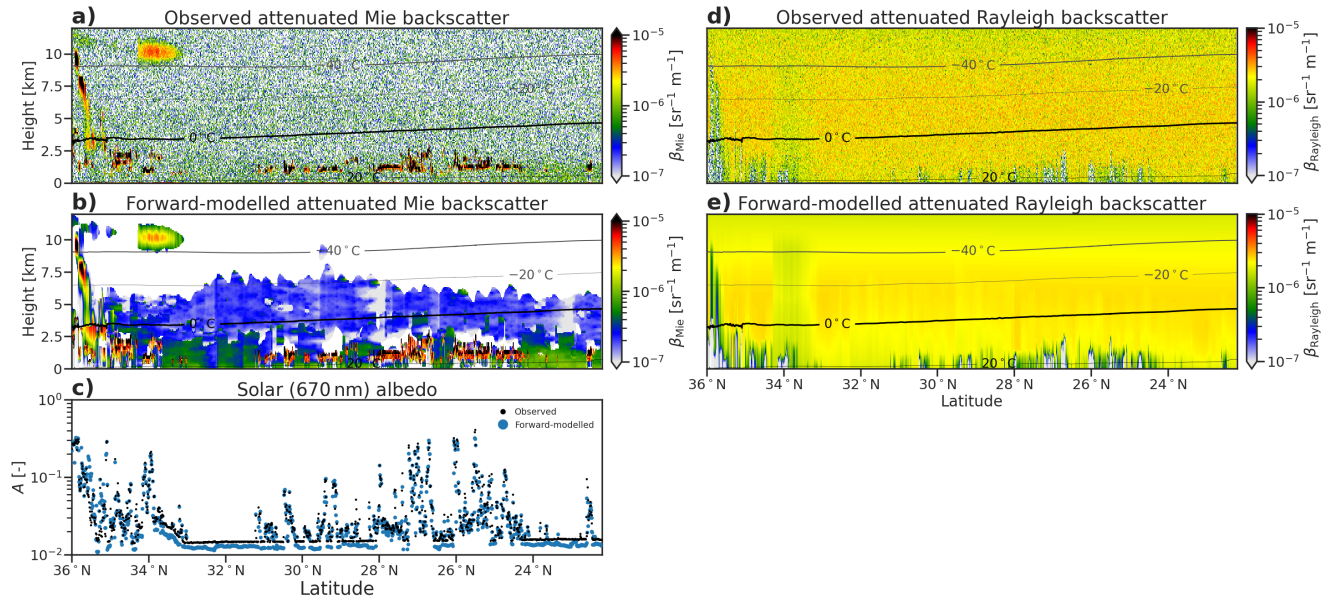 a)
Observed attenuated Mie backscatter
Height [km]
10
7.5
5
2.5
0
−40°C
−20°C
0°C
20°C
10⁻⁵
10⁻⁶
10⁻⁷
βMie [sr⁻¹ m⁻¹]
d)
Observed attenuated Rayleigh backscatter
−40°C
−20°C
0°C
20°C
10⁻⁵
10⁻⁶
10⁻⁷
βRayleigh [sr⁻¹ m⁻¹]
b)
Forward-modelled attenuated Mie backscatter
Height [km]
10
7.5
5
2.5
0
−40°C
−20°C
0°C
20°C
10⁻⁵
10⁻⁶
10⁻⁷
βMie [sr⁻¹ m⁻¹]
e)
Forward-modelled attenuated Rayleigh backscatter
−40°C
−20°C
0°C
20°C
10⁻⁵
10⁻⁶
10⁻⁷
βRayleigh [sr⁻¹ m⁻¹]
36°N 34°N 32°N 30°N 28°N 26°N 24°N
Latitude
c)
Solar (670 nm) albedo
A [-]
10⁰
10⁻¹
10⁻²
Observed
Forward-modelled
36°N 34°N 32°N 30°N 28°N 26°N 24°N
Latitude